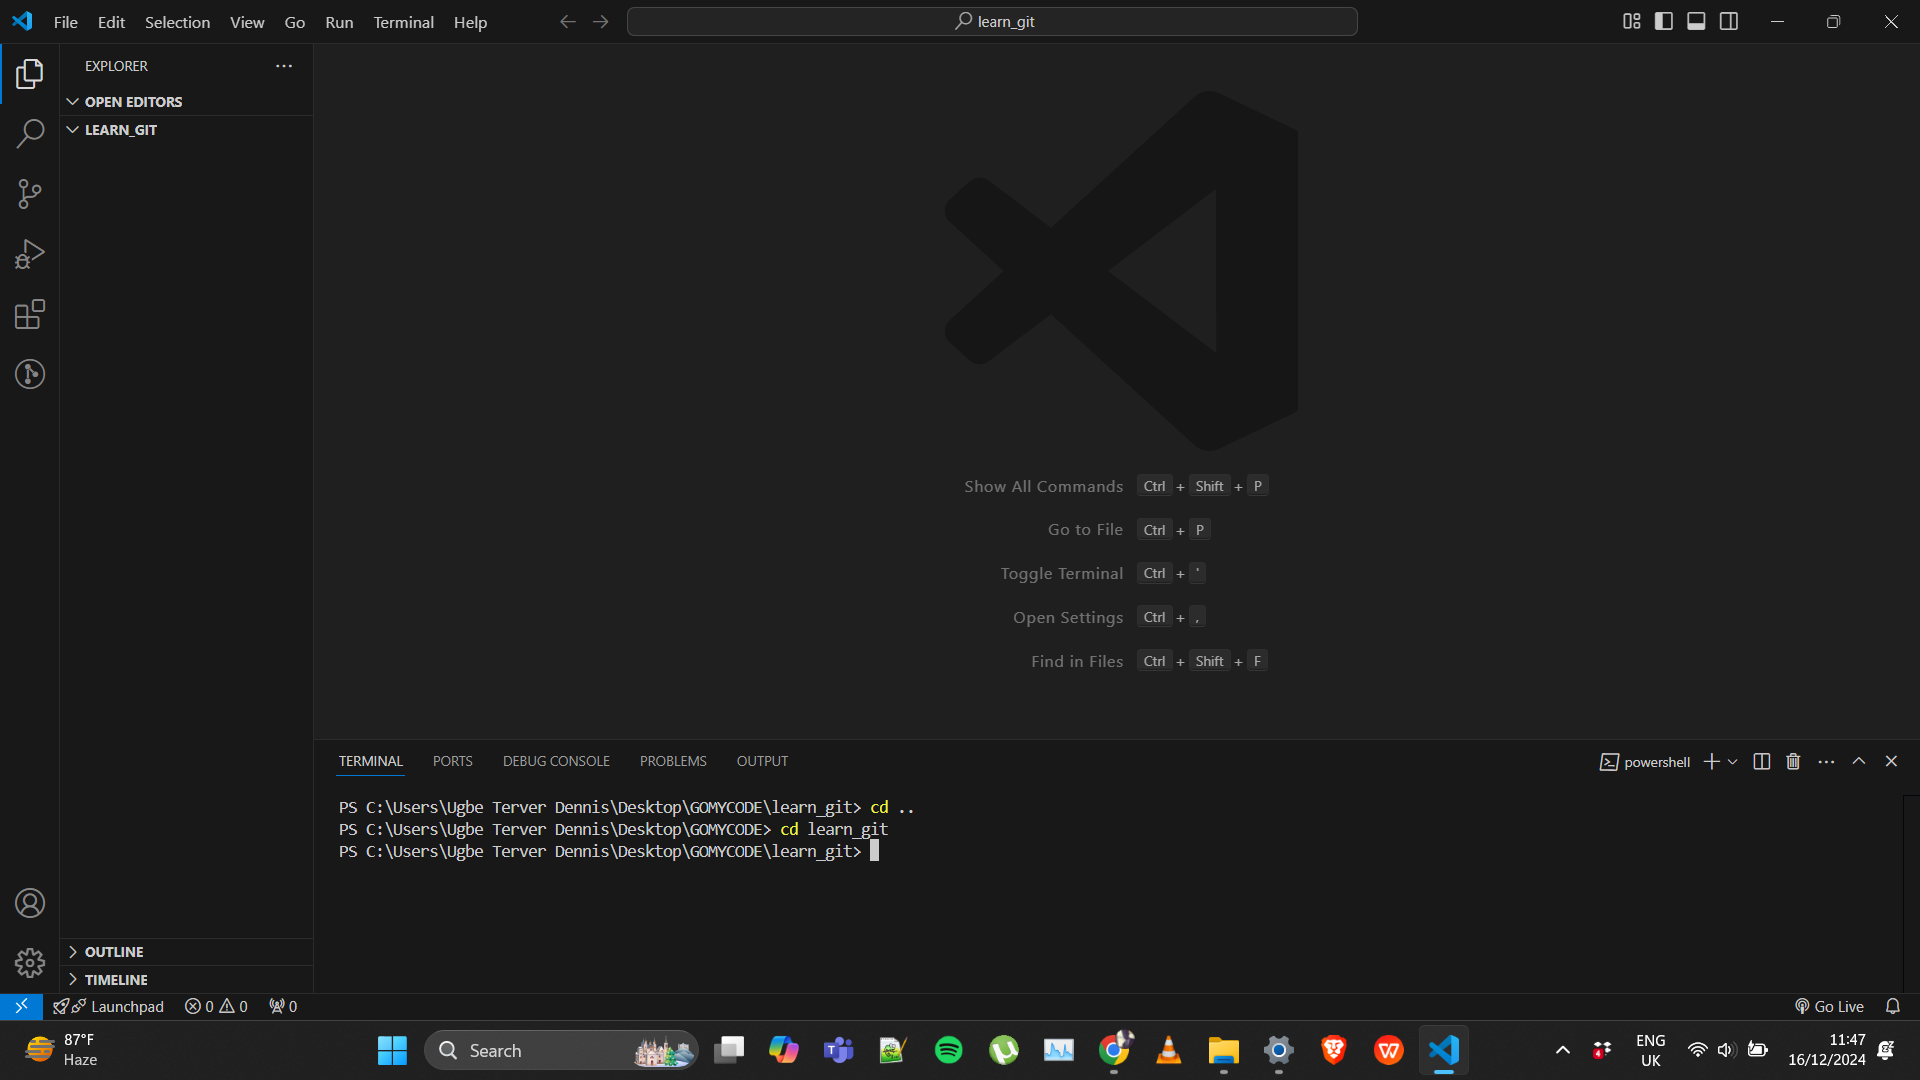 File Edit Selection View Go Run Terminal Help
learn_git
EXPLORER
OPEN EDITORS
LEARN_GIT
Show All Commands Ctrl + Shift + P
Go to File Ctrl + P
Toggle Terminal Ctrl + '
Open Settings Ctrl + ,
Find in Files Ctrl + Shift + F
TERMINAL PORTS DEBUG CONSOLE PROBLEMS OUTPUT
powershell
PS C:\Users\Ugbe Terver Dennis\Desktop\GOMYCODE\learn_git> cd ..
PS C:\Users\Ugbe Terver Dennis\Desktop\GOMYCODE> cd learn_git
PS C:\Users\Ugbe Terver Dennis\Desktop\GOMYCODE\learn_git>
OUTLINE
TIMELINE
Launchpad 0 0 0
Go Live
87°F
Haze
Search
4
ENG
UK
11:47
16/12/2024